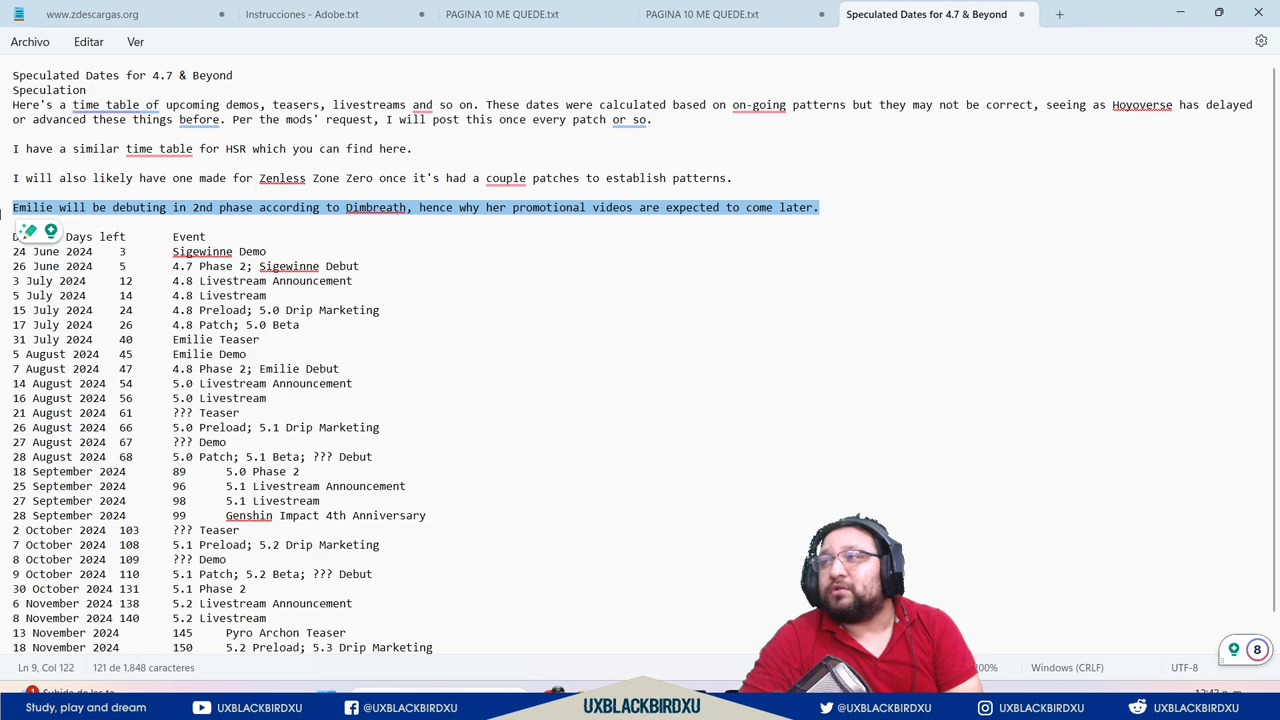 www.zdescargas.org
Instrucciones - Adobe.txt
PAGINA 10 ME QUEDE.txt
PAGINA 10 ME QUEDE.txt
Speculated Dates for 4.7 & Beyond
Archivo Editar Ver
Speculated Dates for 4.7 & Beyond
Speculation
Here's a time table of upcoming demos, teasers, livestreams and so on. These dates were calculated based on on-going patterns but they may not be correct, seeing as Hoyoverse has delayed
or advanced these things before. Per the mods' request, I will post this once every patch or so.
I have a similar time table for HSR which you can find here.
I will also likely have one made for Zenless Zone Zero once it's had a couple patches to establish patterns.
Emilie will be debuting in 2nd phase according to Dimbreath, hence why her promotional videos are expected to come later.
Days left Event
24 June 2024 3 Sigewinne Demo
26 June 2024 5 4.7 Phase 2; Sigewinne Debut
3 July 2024 12 4.8 Livestream Announcement
5 July 2024 14 4.8 Livestream
15 July 2024 24 4.8 Preload; 5.0 Drip Marketing
17 July 2024 26 4.8 Patch; 5.0 Beta
31 July 2024 40 Emilie Teaser
5 August 2024 45 Emilie Demo
7 August 2024 47 4.8 Phase 2; Emilie Debut
14 August 2024 54 5.0 Livestream Announcement
16 August 2024 56 5.0 Livestream
21 August 2024 61 ??? Teaser
26 August 2024 66 5.0 Preload; 5.1 Drip Marketing
27 August 2024 67 ??? Demo
28 August 2024 68 5.0 Patch; 5.1 Beta; ??? Debut
18 September 2024 89 5.0 Phase 2
25 September 2024 96 5.1 Livestream Announcement
27 September 2024 98 5.1 Livestream
28 September 2024 99 Genshin Impact 4th Anniversary
2 October 2024 103 ??? Teaser
7 October 2024 108 5.1 Preload; 5.2 Drip Marketing
8 October 2024 109 ??? Demo
9 October 2024 110 5.1 Patch; 5.2 Beta; ??? Debut
30 October 2024 131 5.1 Phase 2
6 November 2024 138 5.2 Livestream Announcement
8 November 2024 140 5.2 Livestream
13 November 2024 145 Pyro Archon Teaser
18 November 2024 150 5.2 Preload; 5.3 Drip Marketing
8
Ln 9, Col 122 121 de 1,848 caracteres Windows (CRLF) UTF-8
Study, play and dream UXBLACKBIRDXU @UXBLACKBIRDXU UXBLACKBIRDXU @UXBLACKBIRDXU UXBLACKBIRDXU UXBLACKBIRDXU